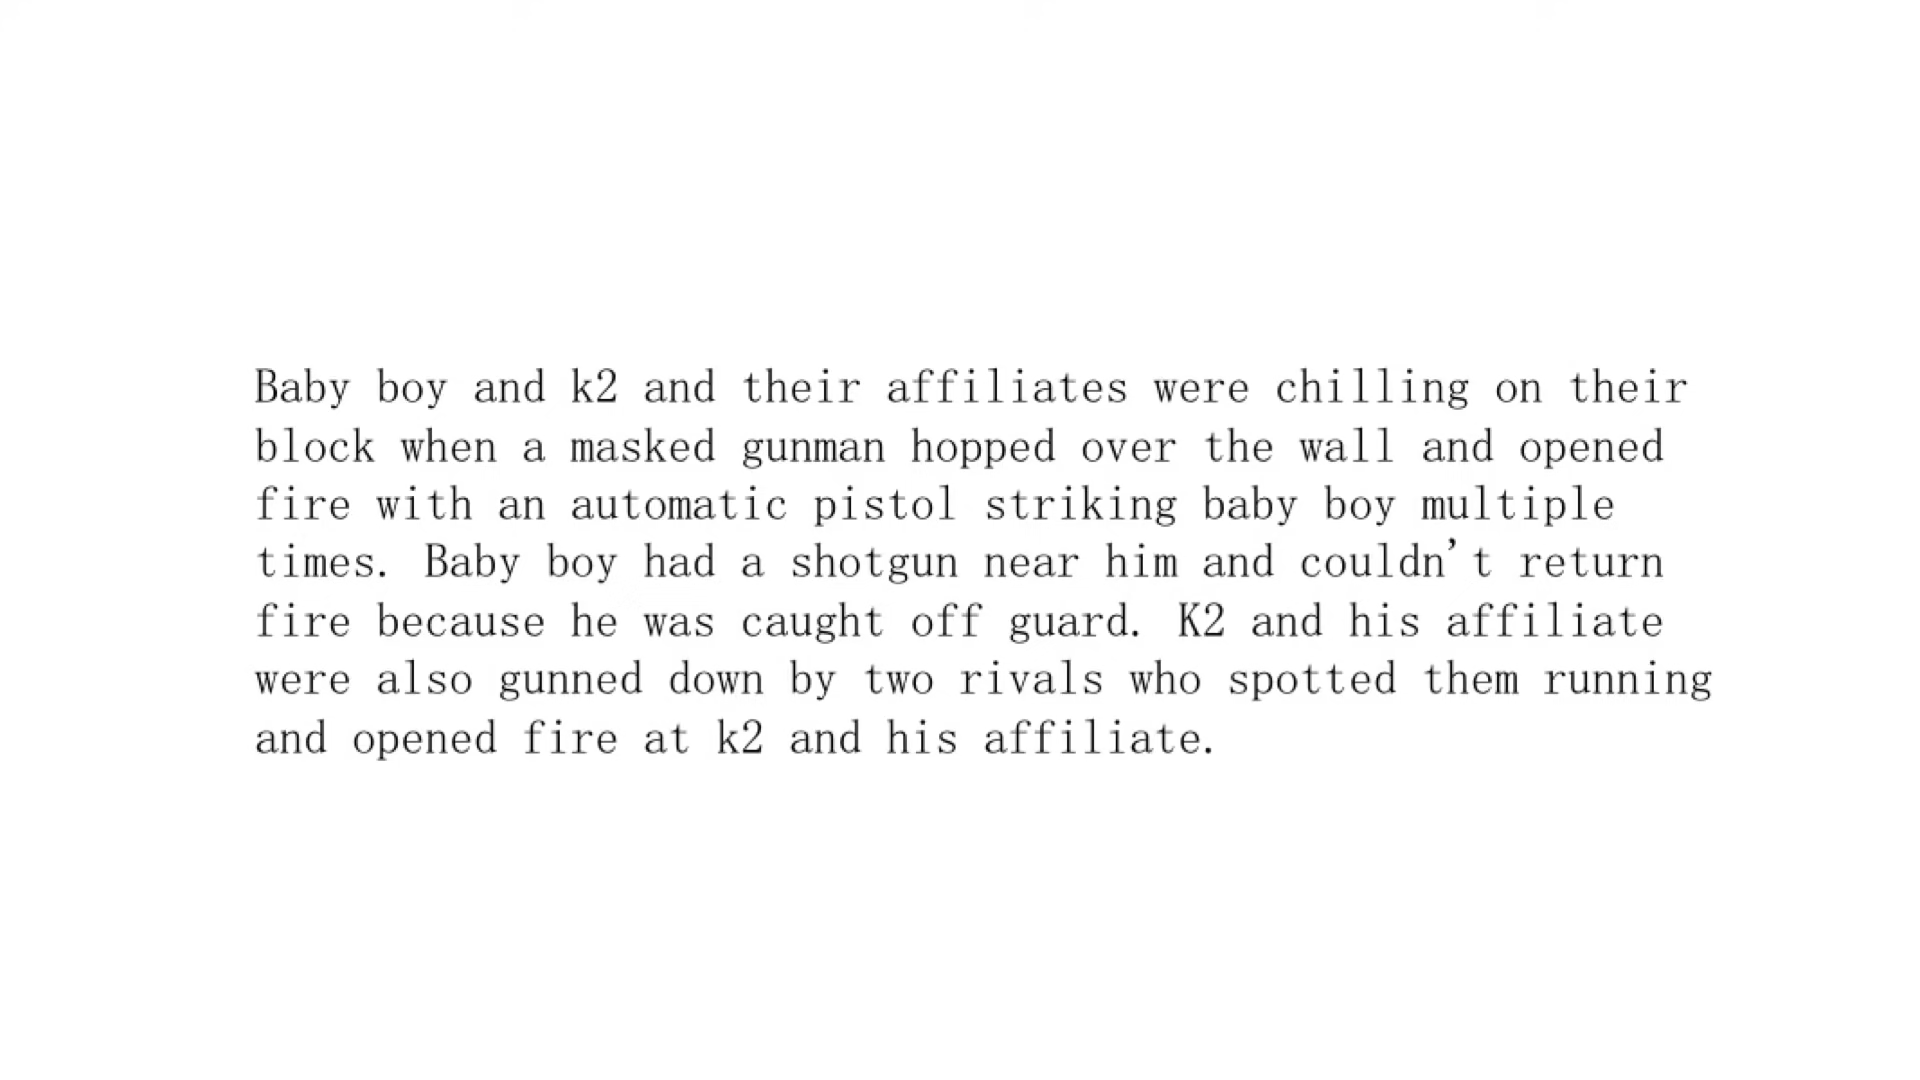 Baby boy and k2 and their affiliates were chilling on their
block when a masked gunman hopped over the wall and opened
fire with an automatic pistol striking baby boy multiple
times. Baby boy had a shotgun near him and couldn't return
fire because he was caught off guard. K2 and his affiliate
were also gunned down by two rivals who spotted them running
and opened fire at k2 and his affiliate.